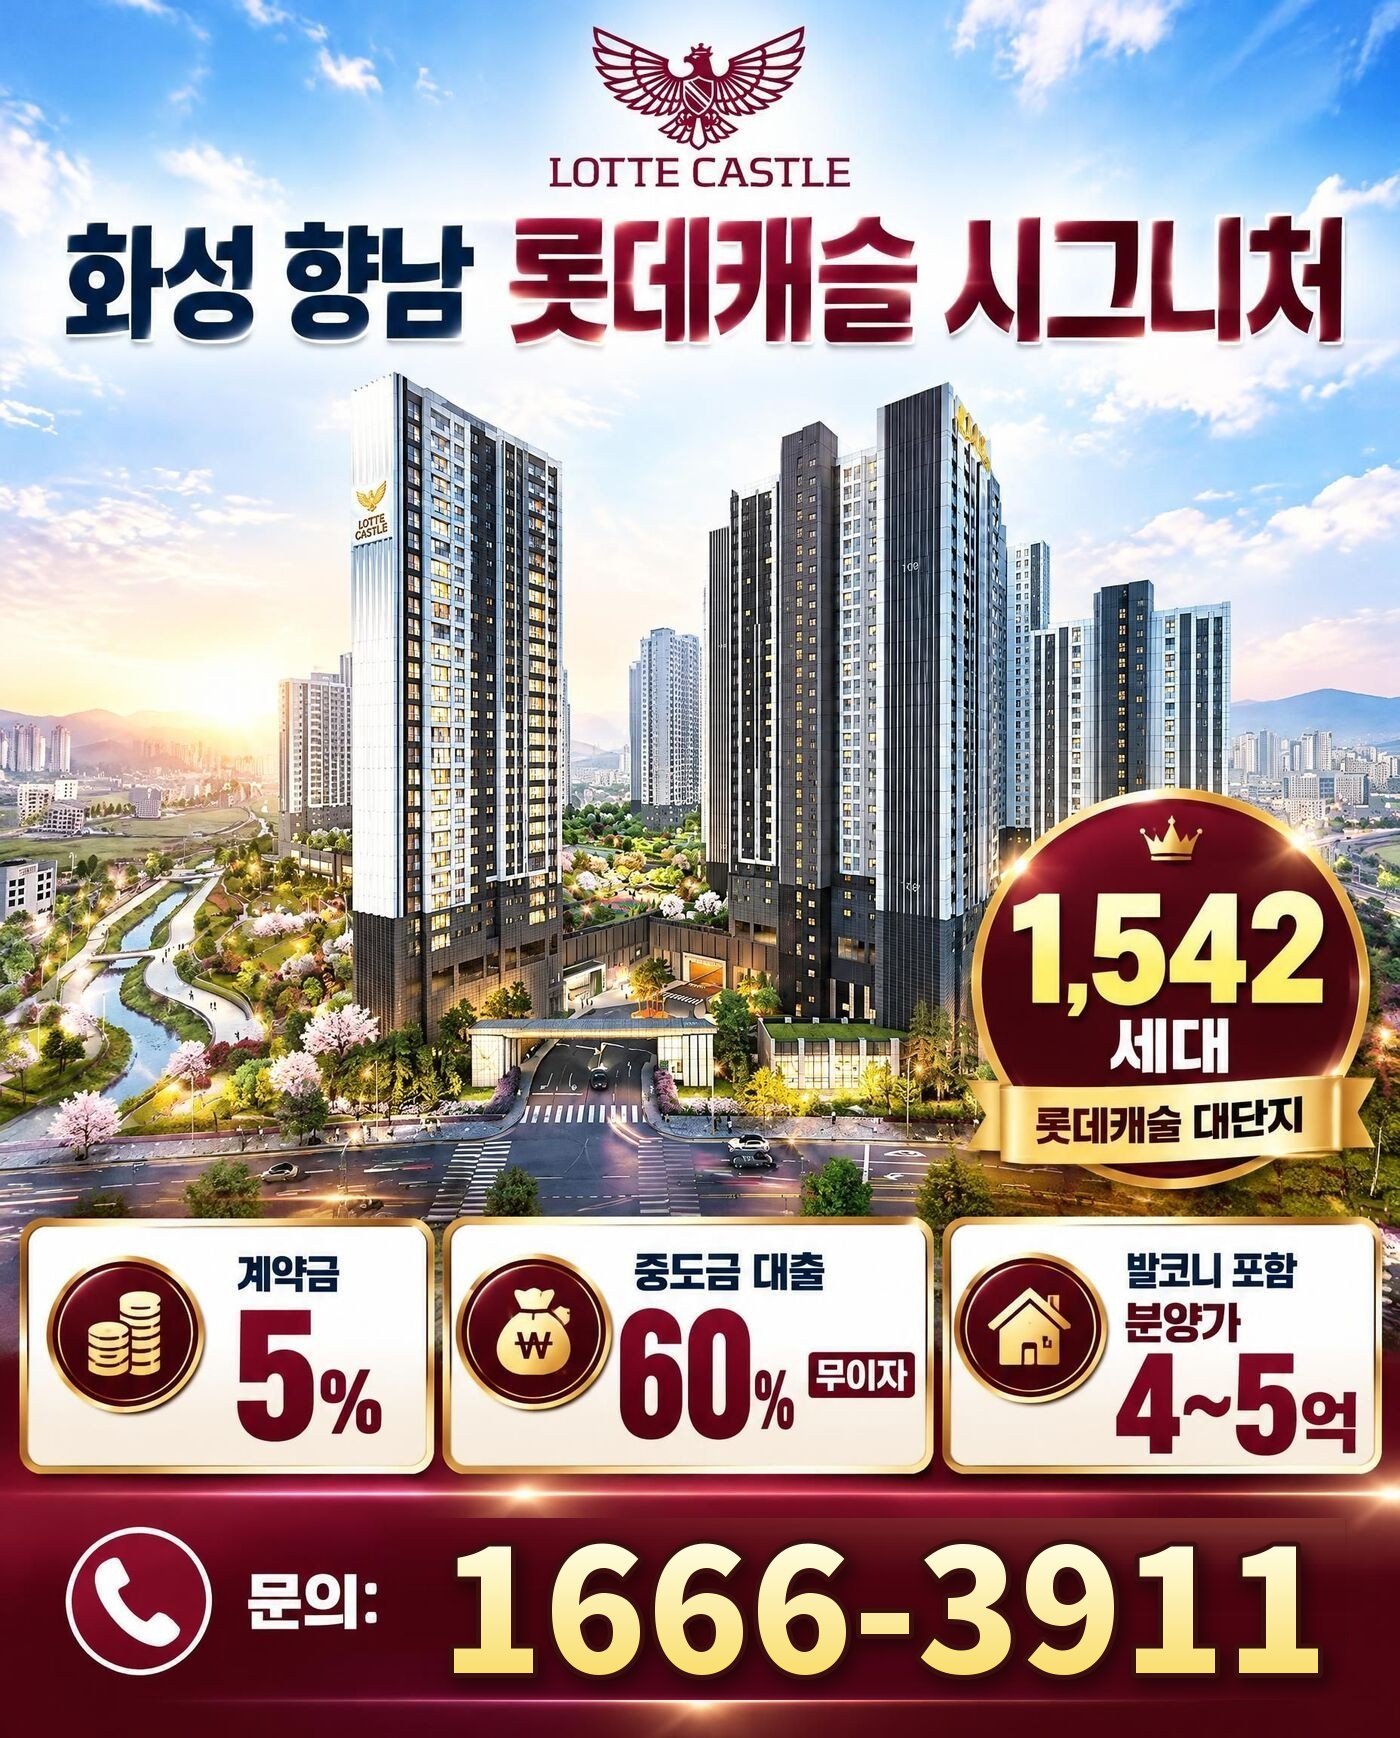 LOTTE CASTLE
화성 향남 롯데캐슬 시그니처
LOTTE
CASTLE
1,542
세대
롯데캐슬 대단지
계약금
5%
중도금 대출
60% 무이자
발코니 포함
분양가
4~5억
문의: 1666-3911